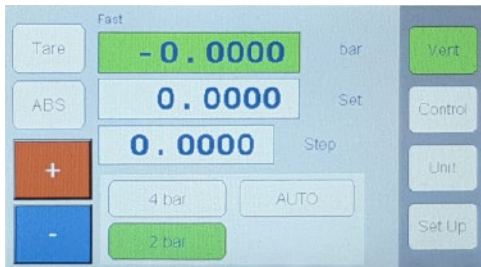 Fast
Tare
-0.0000 bar
Vent
ABS
0.0000 Set
Control
0.0000 Step
+
Unit
4 bar
AUTO
-
2 bar
Set Up